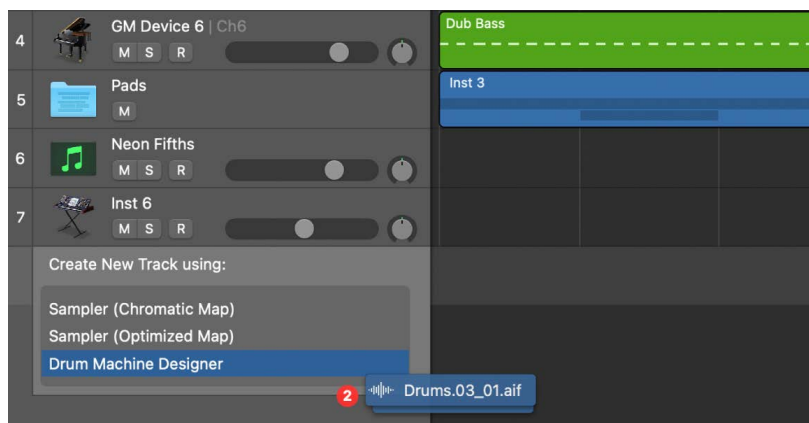 4
GM Device 6 | Ch6
M S R
Dub Bass
5
Pads
M
Inst 3
6
Neon Fifths
M S R
7
Inst 6
M S R
Create New Track using:
Sampler (Chromatic Map)
Sampler (Optimized Map)
Drum Machine Designer
2 Drums.03_01.aif